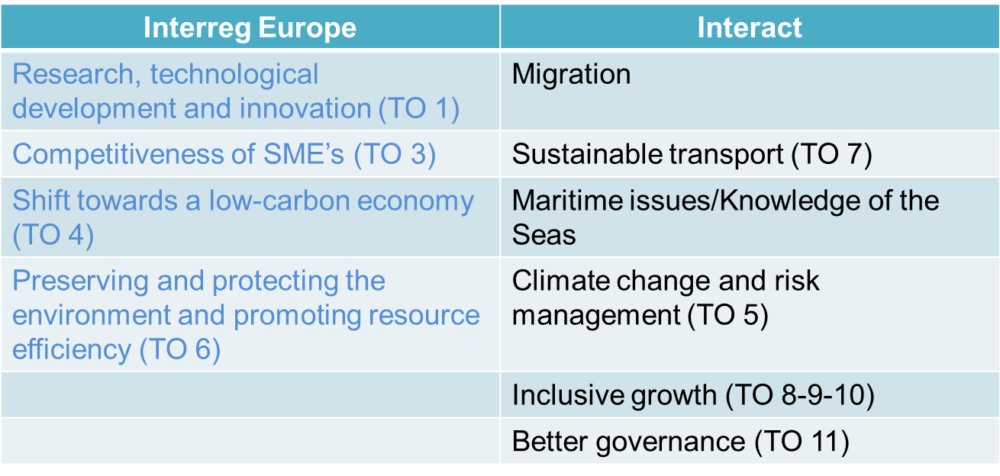 Interreg Europe
Interact
Research, technological
development and innovation (TO 1)
Migration
Competitiveness of SME’s (TO 3)
Sustainable transport (TO 7)
Shift towards a low-carbon economy
(TO 4)
Maritime issues/Knowledge of the
Seas
Preserving and protecting the
environment and promoting resource
efficiency (TO 6)
Climate change and risk
management (TO 5)
Inclusive growth (TO 8-9-10)
Better governance (TO 11)